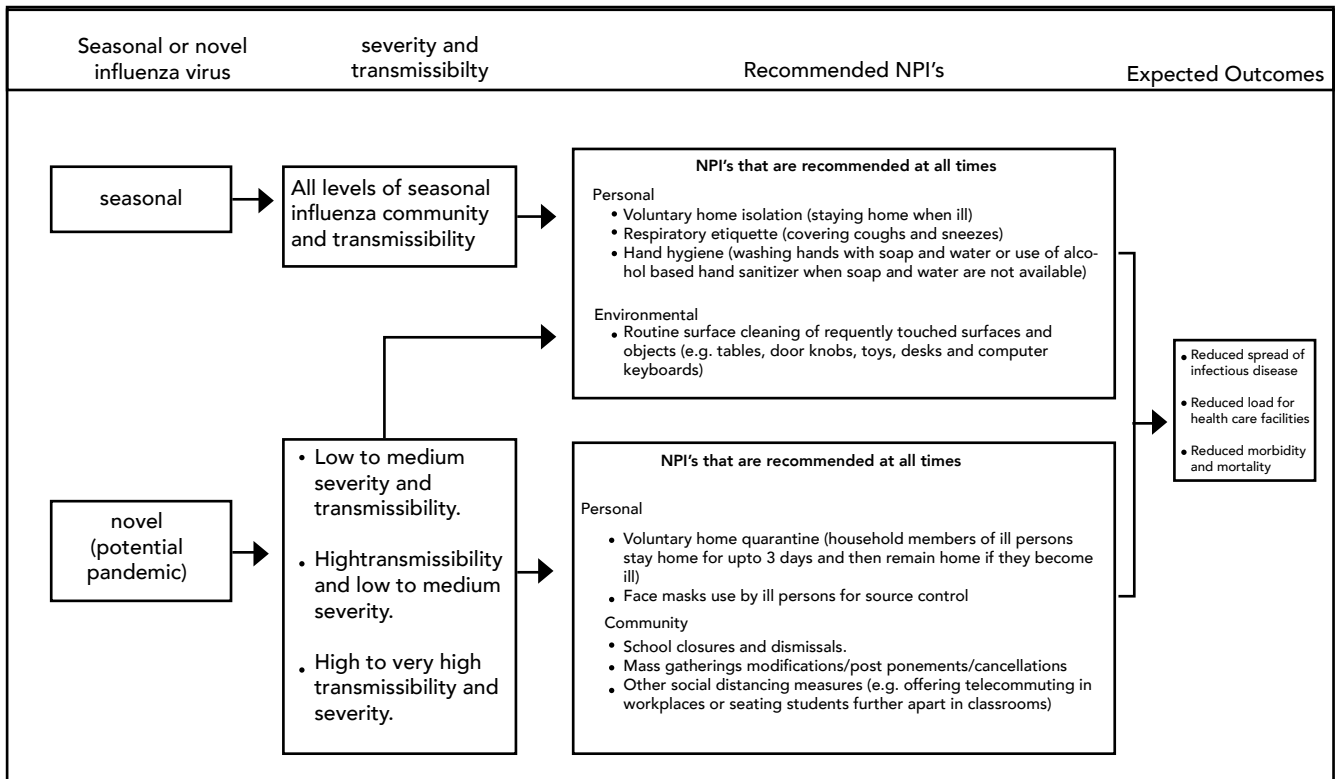 Seasonal or novel
influenza virus
severity and
transmissibilty
Recommended NPI's
Expected Outcomes
seasonal
All levels of seasonal
influenza community
and transmissibility
NPI's that are recommended at all times
Personal
• Voluntary home isolation (staying home when ill)
• Respiratory etiquette (covering coughs and sneezes)
• Hand hygiene (washing hands with soap and water or use of alco-
hol based hand sanitizer when soap and water are not available)
Environmental
• Routine surface cleaning of requently touched surfaces and
objects (e.g. tables, door knobs, toys, desks and computer
keyboards)
novel
(potential
pandemic)
• Low to medium
severity and
transmissibility.
• Hightransmissibility
and low to medium
severity.
• High to very high
transmissibility and
severity.
NPI's that are recommended at all times
Personal
• Voluntary home quarantine (household members of ill persons
stay home for upto 3 days and then remain home if they become
ill)
• Face masks use by ill persons for source control
Community
• School closures and dismissals.
• Mass gatherings modifications/post ponements/cancellations
• Other social distancing measures (e.g. offering telecommuting in
workplaces or seating students further apart in classrooms)
• Reduced spread of
infectious disease
• Reduced load for
health care facilities
• Reduced morbidity
and mortality